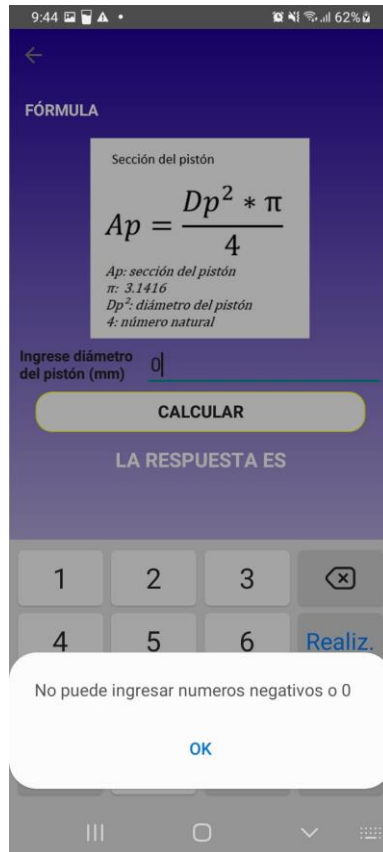 9:44 62%
FÓRMULA
Sección del pistón
Ap = Dp² * π / 4
Ap: sección del pistón
π: 3.1416
Dp²: diámetro del pistón
4: número natural
Ingrese diámetro
del pistón (mm) 0
CALCULAR
LA RESPUESTA ES
1 2 3
4 5 6 Realiz.
No puede ingresar numeros negativos o 0
OK